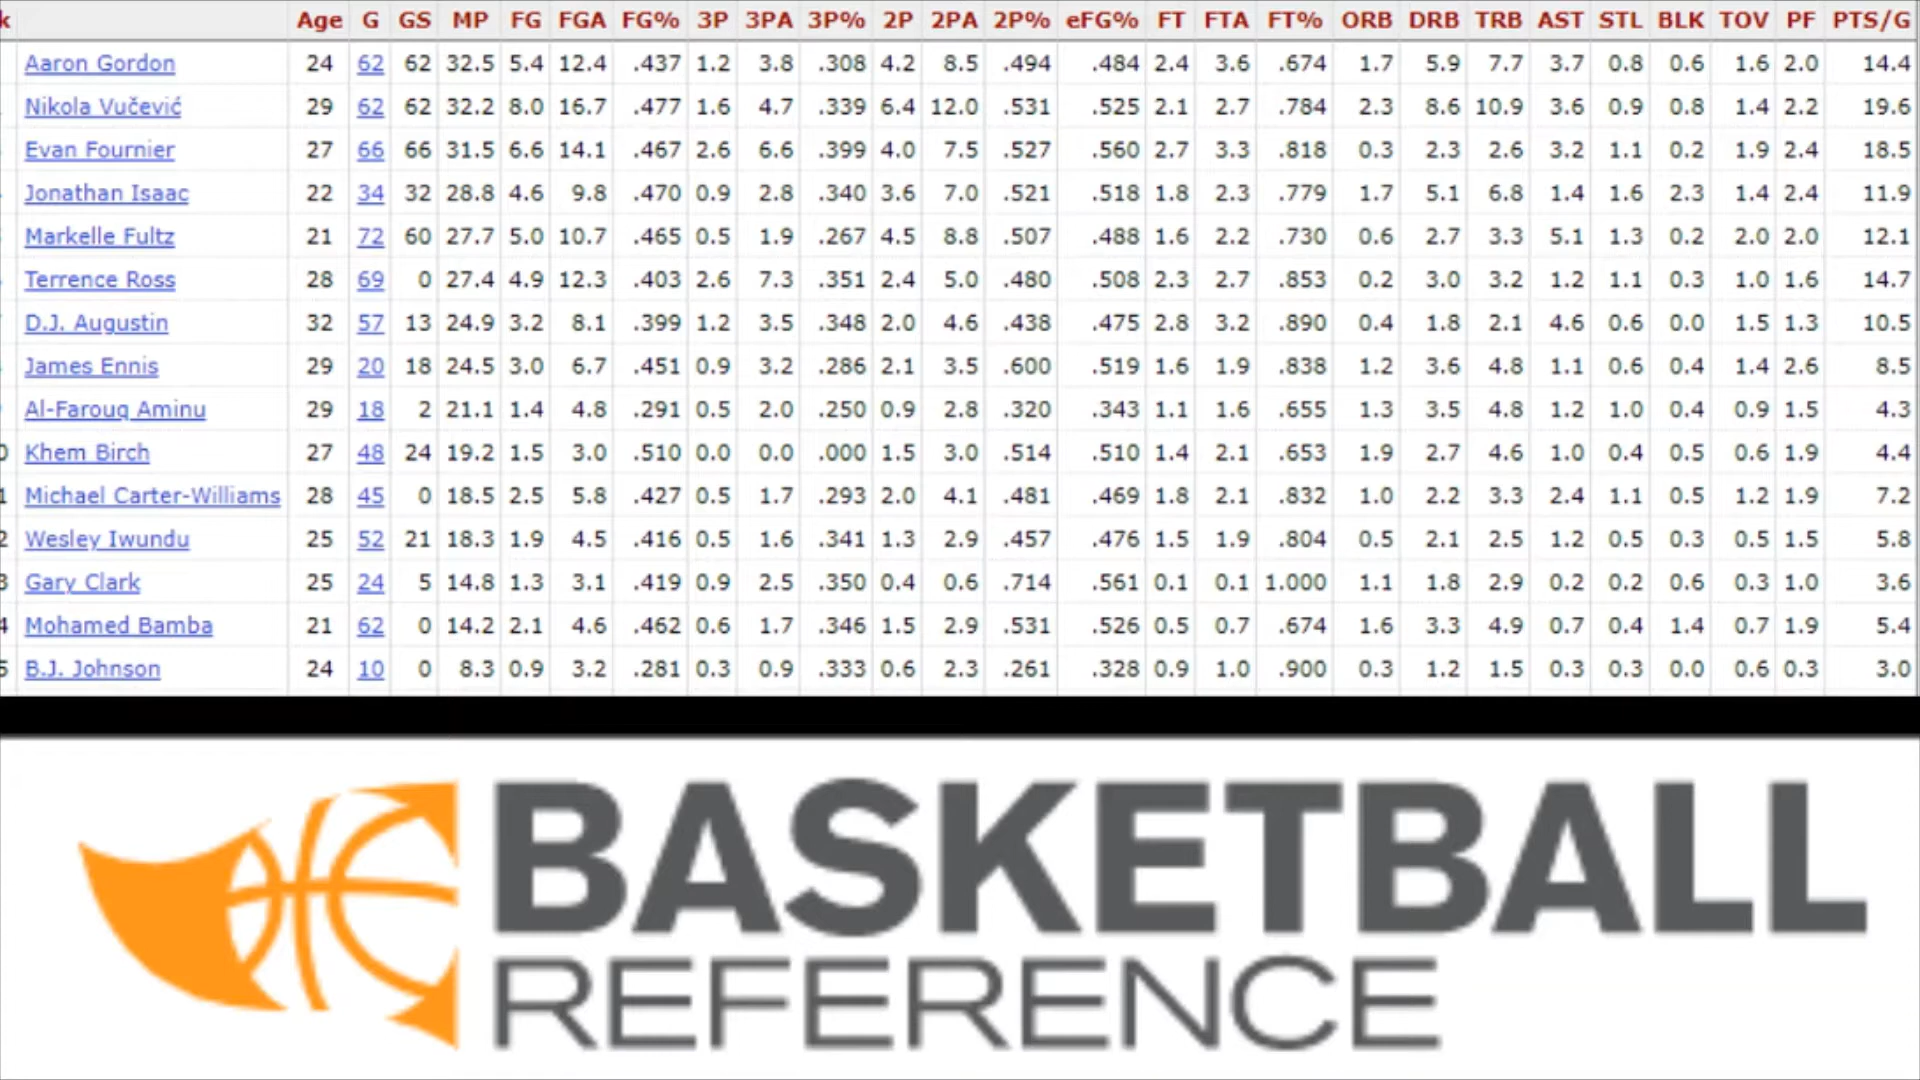 k Age G GS MP FG FGA FG% 3P 3PA 3P% 2P 2PA 2P% eFG% FT FTA FT% ORB DRB TRB AST STL BLK TOV PF PTS/G
Aaron Gordon 24 62 62 32.5 5.4 12.4 .437 1.2 3.8 .308 4.2 8.5 .494 .484 2.4 3.6 .674 1.7 5.9 7.7 3.7 0.8 0.6 1.6 2.0 14.4
Nikola Vučević 29 62 62 32.2 8.0 16.7 .477 1.6 4.7 .339 6.4 12.0 .531 .525 2.1 2.7 .784 2.3 8.6 10.9 3.6 0.9 0.8 1.4 2.2 19.6
Evan Fournier 27 66 66 31.5 6.6 14.1 .467 2.6 6.6 .399 4.0 7.5 .527 .560 2.7 3.3 .818 0.3 2.3 2.6 3.2 1.1 0.2 1.9 2.4 18.5
Jonathan Isaac 22 34 32 28.8 4.6 9.8 .470 0.9 2.8 .340 3.6 7.0 .521 .518 1.8 2.3 .779 1.7 5.1 6.8 1.4 1.6 2.3 1.4 2.4 11.9
Markelle Fultz 21 72 60 27.7 5.0 10.7 .465 0.5 1.9 .267 4.5 8.8 .507 .488 1.6 2.2 .730 0.6 2.7 3.3 5.1 1.3 0.2 2.0 2.0 12.1
Terrence Ross 28 69 0 27.4 4.9 12.3 .403 2.6 7.3 .351 2.4 5.0 .480 .508 2.3 2.7 .853 0.2 3.0 3.2 1.2 1.1 0.3 1.0 1.6 14.7
D.J. Augustin 32 57 13 24.9 3.2 8.1 .399 1.2 3.5 .348 2.0 4.6 .438 .475 2.8 3.2 .890 0.4 1.8 2.1 4.6 0.6 0.0 1.5 1.3 10.5
James Ennis 29 20 18 24.5 3.0 6.7 .451 0.9 3.2 .286 2.1 3.5 .600 .519 1.6 1.9 .838 1.2 3.6 4.8 1.1 0.6 0.4 1.4 2.6 8.5
Al-Farouq Aminu 29 18 2 21.1 1.4 4.8 .291 0.5 2.0 .250 0.9 2.8 .320 .343 1.1 1.6 .655 1.3 3.5 4.8 1.2 1.0 0.4 0.9 1.5 4.3
0 Khem Birch 27 48 24 19.2 1.5 3.0 .510 0.0 0.0 .000 1.5 3.0 .514 .510 1.4 2.1 .653 1.9 2.7 4.6 1.0 0.4 0.5 0.6 1.9 4.4
1 Michael Carter-Williams 28 45 0 18.5 2.5 5.8 .427 0.5 1.7 .293 2.0 4.1 .481 .469 1.8 2.1 .832 1.0 2.2 3.3 2.4 1.1 0.5 1.2 1.9 7.2
2 Wesley Iwundu 25 52 21 18.3 1.9 4.5 .416 0.5 1.6 .341 1.3 2.9 .457 .476 1.5 1.9 .804 0.5 2.1 2.5 1.2 0.5 0.3 0.5 1.5 5.8
3 Gary Clark 25 24 5 14.8 1.3 3.1 .419 0.9 2.5 .350 0.4 0.6 .714 .561 0.1 0.1 1.000 1.1 1.8 2.9 0.2 0.2 0.6 0.3 1.0 3.6
4 Mohamed Bamba 21 62 0 14.2 2.1 4.6 .462 0.6 1.7 .346 1.5 2.9 .531 .526 0.5 0.7 .674 1.6 3.3 4.9 0.7 0.4 1.4 0.7 1.9 5.4
5 B.J. Johnson 24 10 0 8.3 0.9 3.2 .281 0.3 0.9 .333 0.6 2.3 .261 .328 0.9 1.0 .900 0.3 1.2 1.5 0.3 0.3 0.0 0.6 0.3 3.0
BASKETBALL
REFERENCE